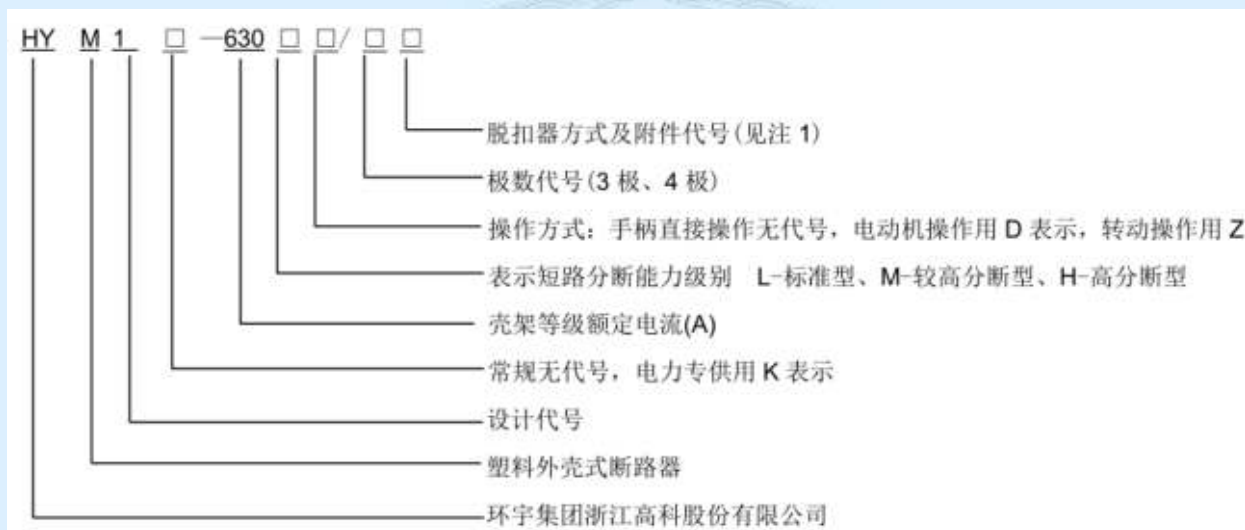 HY M 1 □ —630 □ □/ □ □
脱扣器方式及附件代号(见注 1)
极数代号(3 极、4 极)
操作方式：手柄直接操作无代号，电动机操作用 D 表示，转动操作用 Z
表示短路分断能力级别 L-标准型、M-较高分断型、H-高分断型
壳架等级额定电流(A)
常规无代号，电力专供用 K 表示
设计代号
塑料外壳式断路器
环宇集团浙江高科股份有限公司